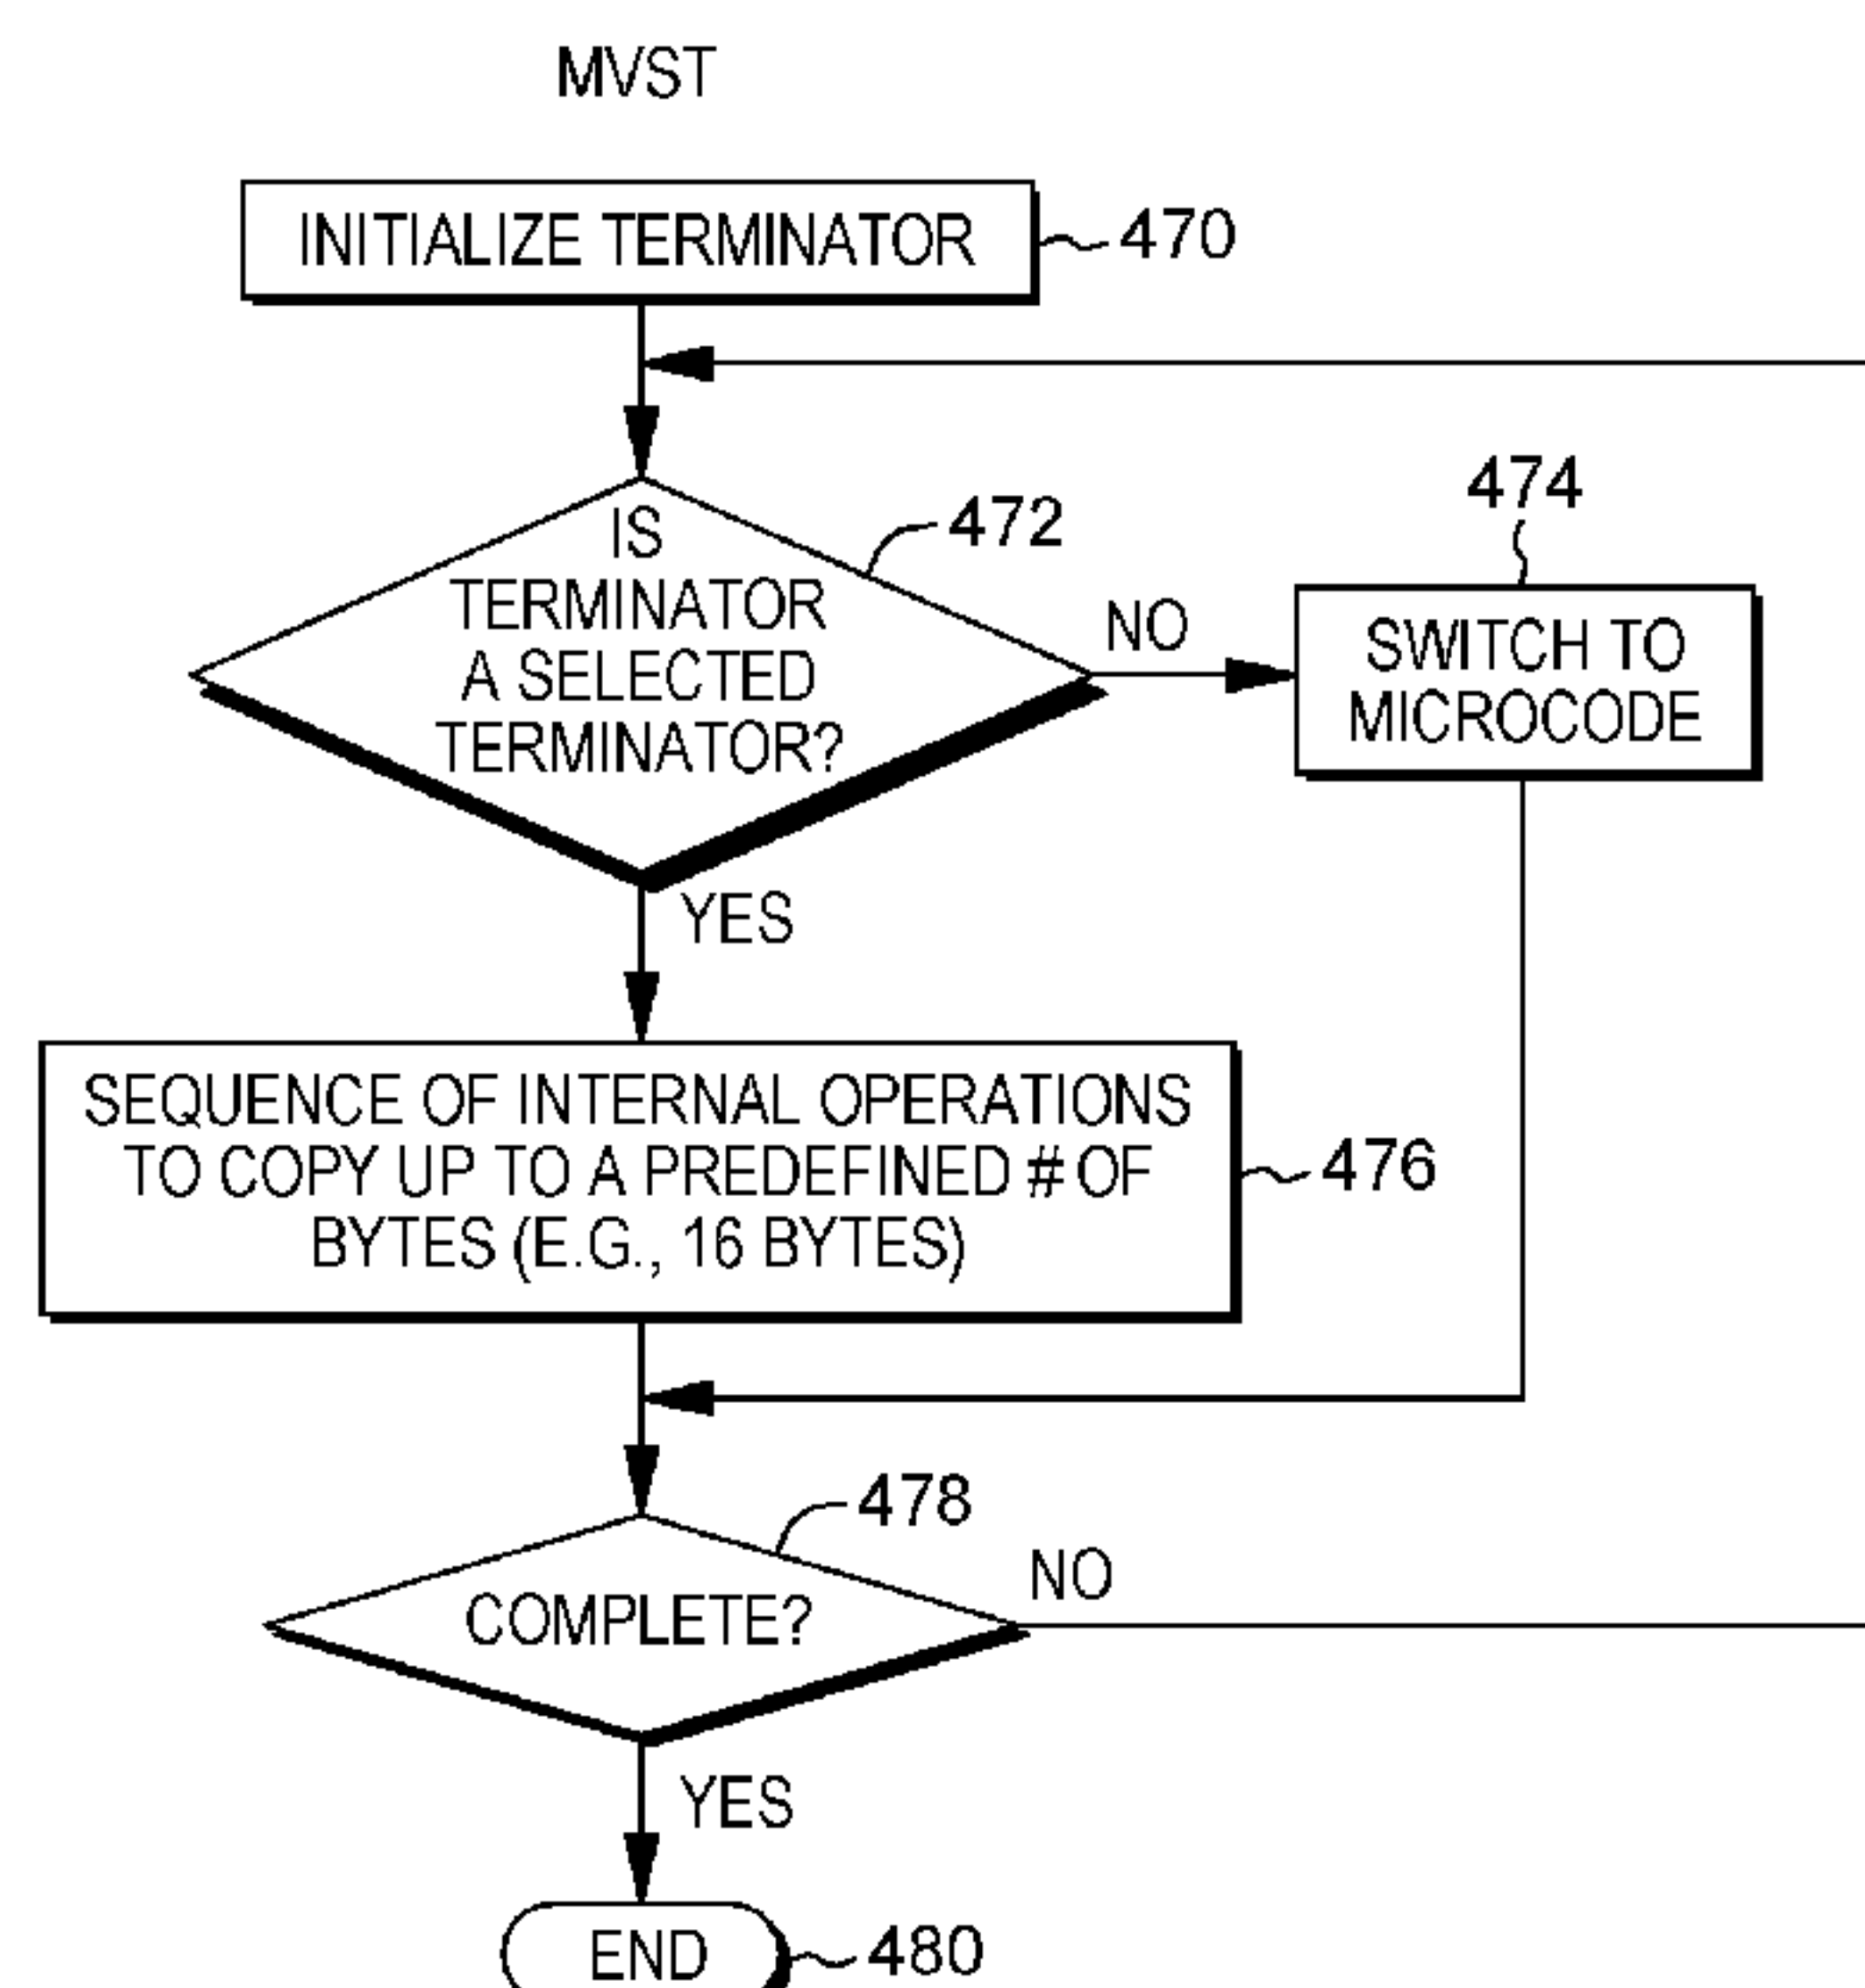 MVST
INITIALIZE TERMINATOR
470
IS
TERMINATOR
A SELECTED
TERMINATOR?
472
NO
474
SWITCH TO
MICROCODE
YES
SEQUENCE OF INTERNAL OPERATIONS
TO COPY UP TO A PREDEFINED # OF
BYTES (E.G., 16 BYTES)
476
478
COMPLETE?
NO
YES
END
480